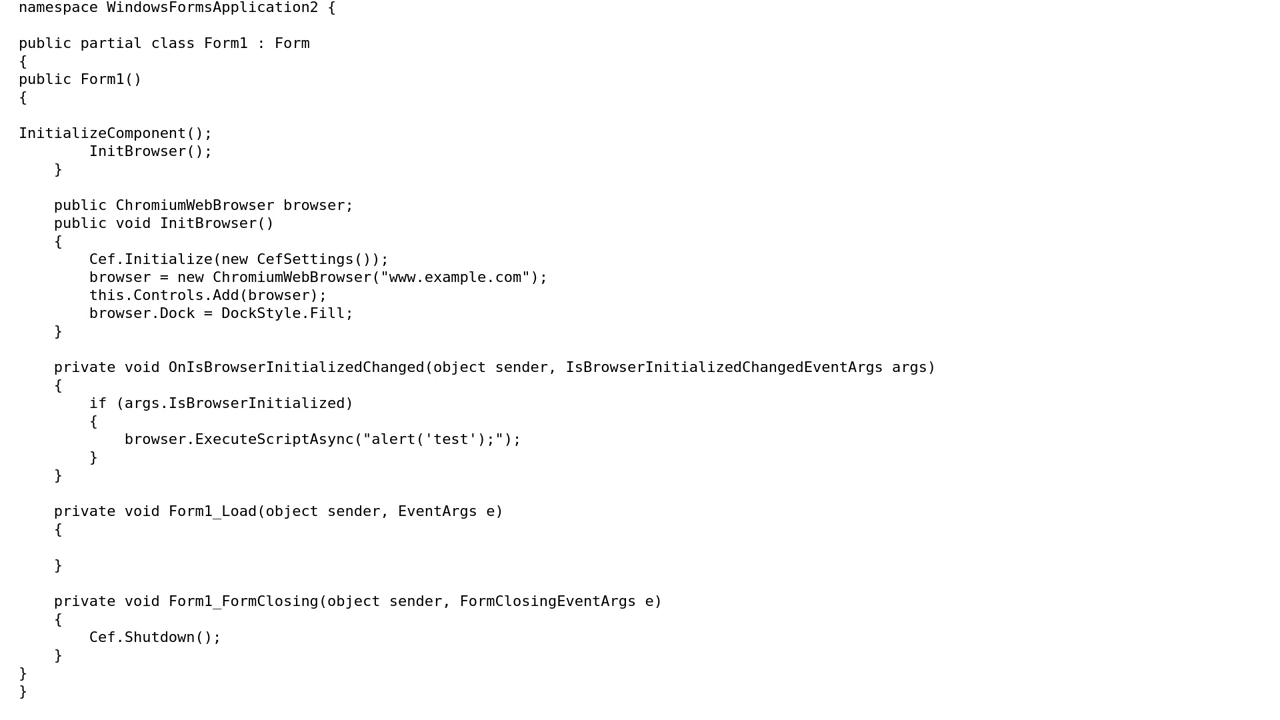 namespace WindowsFormsApplication2 {

public partial class Form1 : Form
{
public Form1()
{

InitializeComponent();
        InitBrowser();
    }

    public ChromiumWebBrowser browser;
    public void InitBrowser()
    {
        Cef.Initialize(new CefSettings());
        browser = new ChromiumWebBrowser("www.example.com");
        this.Controls.Add(browser);
        browser.Dock = DockStyle.Fill;
    }

    private void OnIsBrowserInitializedChanged(object sender, IsBrowserInitializedChangedEventArgs args)
    {
        if (args.IsBrowserInitialized)
        {
            browser.ExecuteScriptAsync("alert('test');");
        }
    }

    private void Form1_Load(object sender, EventArgs e)
    {

    }

    private void Form1_FormClosing(object sender, FormClosingEventArgs e)
    {
        Cef.Shutdown();
    }
}
}